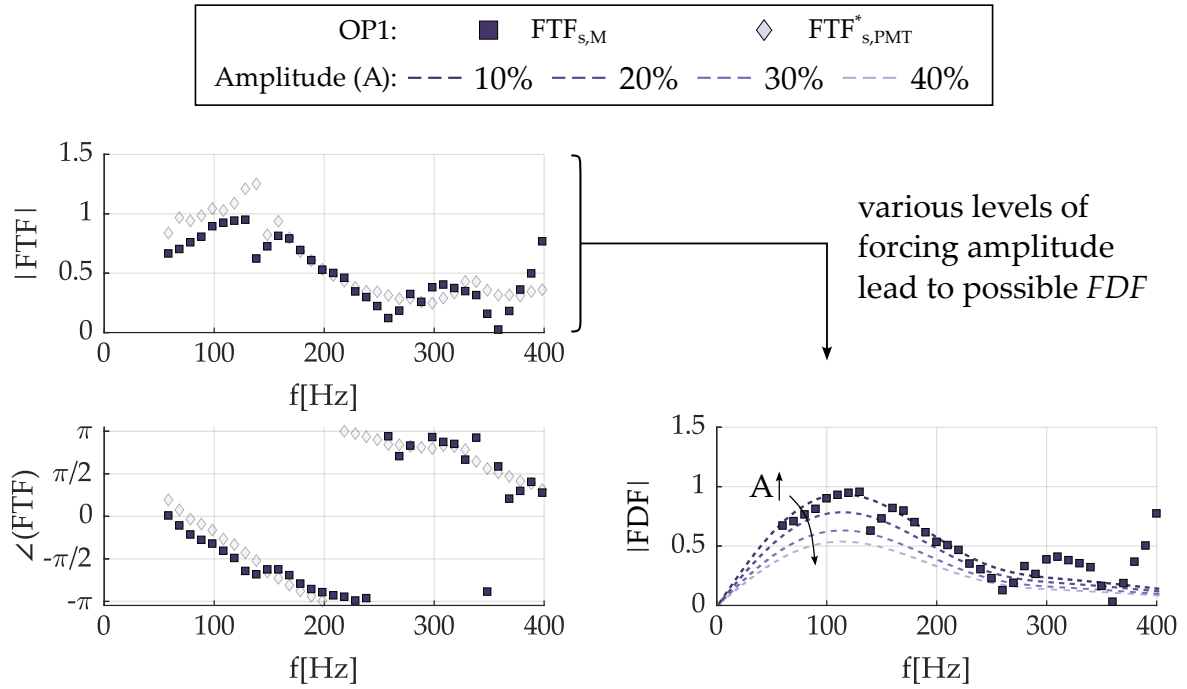 OP1: FTF_{s,M} FTF^{*}_{s,PMT}
Amplitude (A): 10% 20% 30% 40%
1.5
1
0.5
0
|FTF|
0 100 200 300 400
f[Hz]
various levels of
forcing amplitude
lead to possible FDF
π
π/2
0
-π/2
-π
∠(FTF)
0 100 200 300 400
f[Hz]
1.5
1
0.5
0
|FDF|
A
0 100 200 300 400
f[Hz]